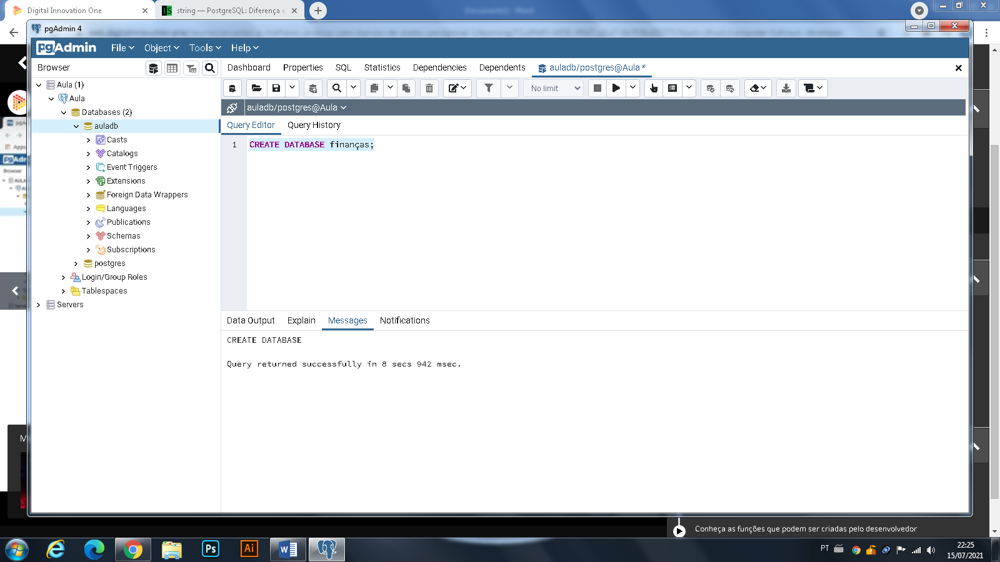 Digital Innovation One
string — PostgreSQL: Diferença e
pgAdmin 4
pgAdmin
File
Object
Tools
Help
Browser
Dashboard
Properties
SQL
Statistics
Dependencies
Dependents
auladb/postgres@Aula *
No limit
auladb/postgres@Aula
Query Editor
Query History
Aula (1)
Aula
Databases (2)
auladb
Casts
Catalogs
Event Triggers
Extensions
Foreign Data Wrappers
Languages
Publications
Schemas
Subscriptions
postgres
Login/Group Roles
Tablespaces
Servers
1 CREATE DATABASE finanças;
Data Output
Explain
Messages
Notifications
CREATE DATABASE
Query returned successfully in 8 secs 942 msec.
M
Conheça as funções que podem ser criadas pelo desenvolvedor
Ps
Ai
PT
22:25
15/07/2021